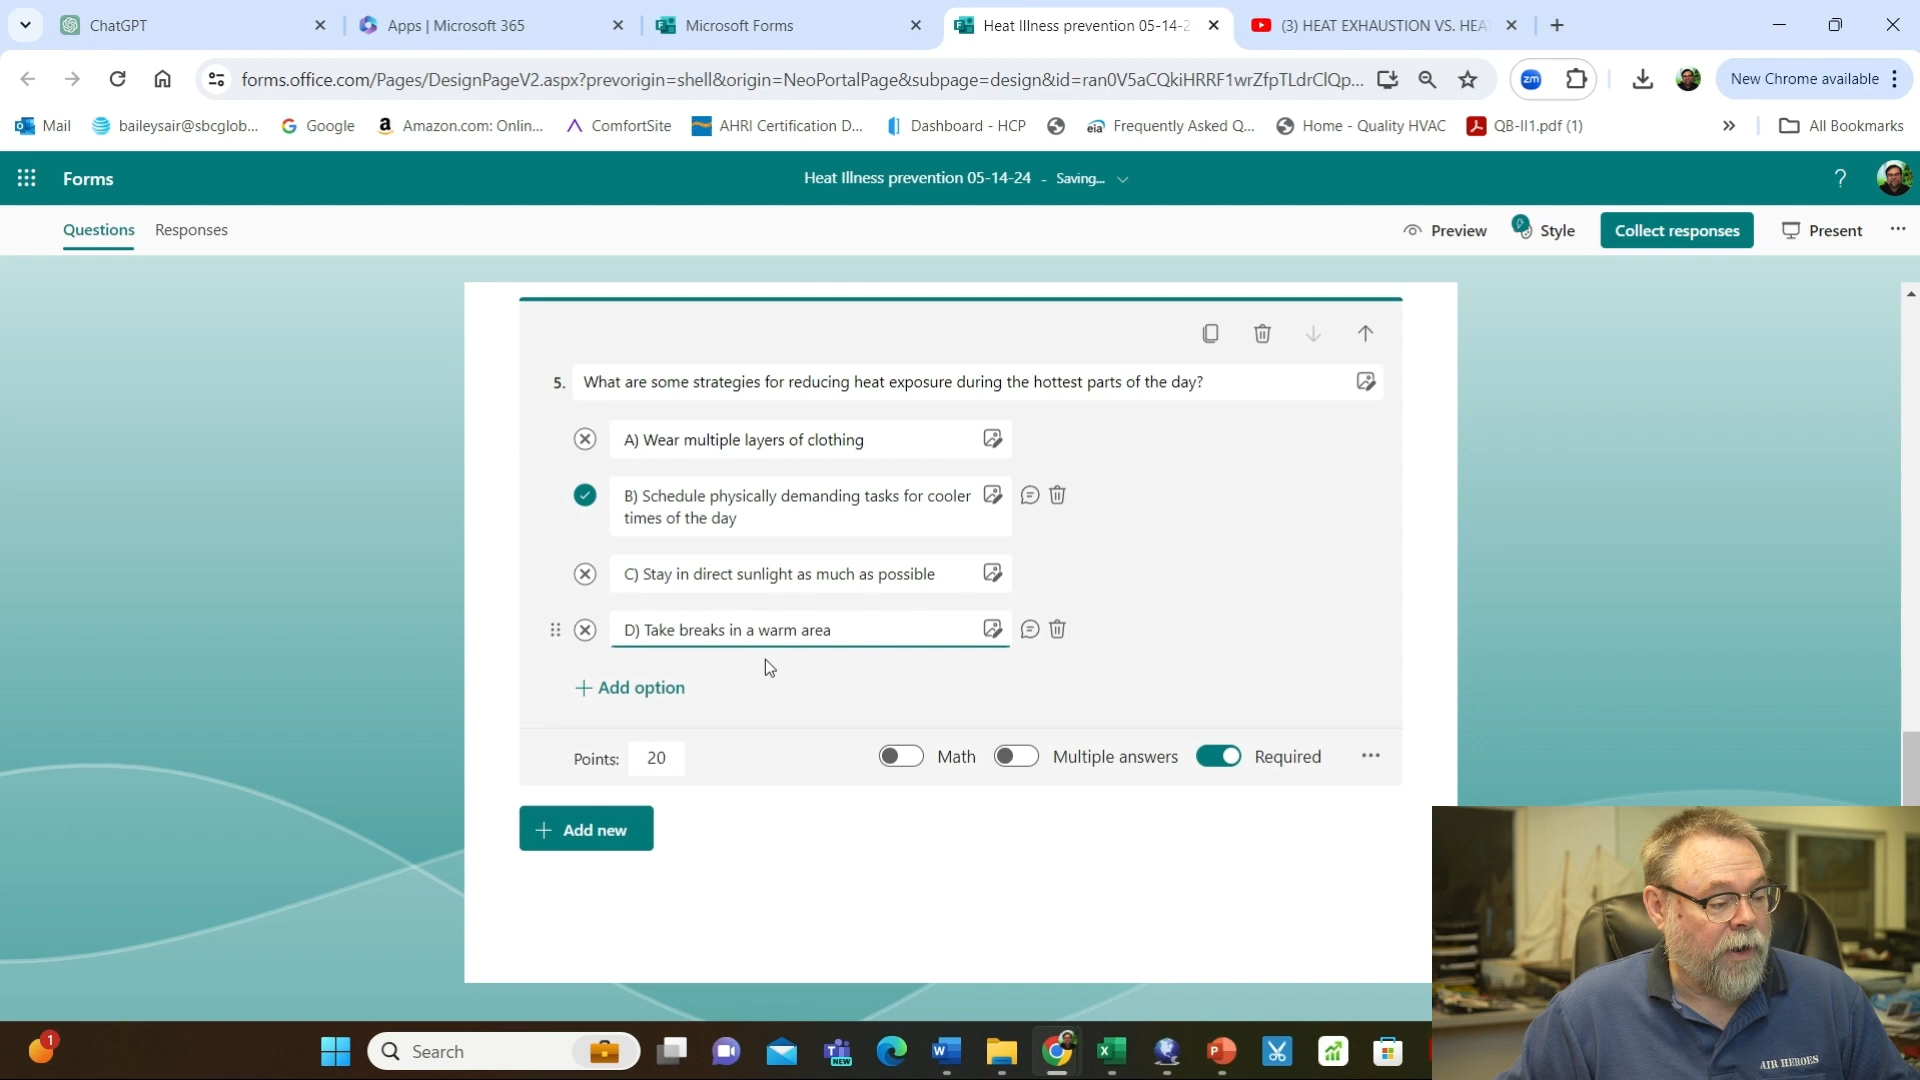 ChatGPT
Apps | Microsoft 365
Microsoft Forms
Heat Illness prevention 05-14-2
(3) HEAT EXHAUSTION VS. HEA
forms.office.com/Pages/DesignPageV2.aspx?prevorigin=shell&origin=NeoPortalPage&subpage=design&id=ran0V5aCQkiHRRF1wrZfpTLdrClQp...
zm
New Chrome available
Mail
baileysair@sbcglob...
Google
Amazon.com: Onlin...
ComfortSite
AHRI Certification D...
Dashboard - HCP
eia
Frequently Asked Q...
Home - Quality HVAC
QB-II1.pdf (1)
All Bookmarks
Forms
Heat Illness prevention 05-14-24 - Saving...
?
Questions
Responses
Preview
Style
Collect responses
Present
5. What are some strategies for reducing heat exposure during the hottest parts of the day?
A) Wear multiple layers of clothing
B) Schedule physically demanding tasks for cooler
times of the day
C) Stay in direct sunlight as much as possible
D) Take breaks in a warm area
+ Add option
Points: 20
Math
Multiple answers
Required
+ Add new
1
Search
NEW
AIR HEROES